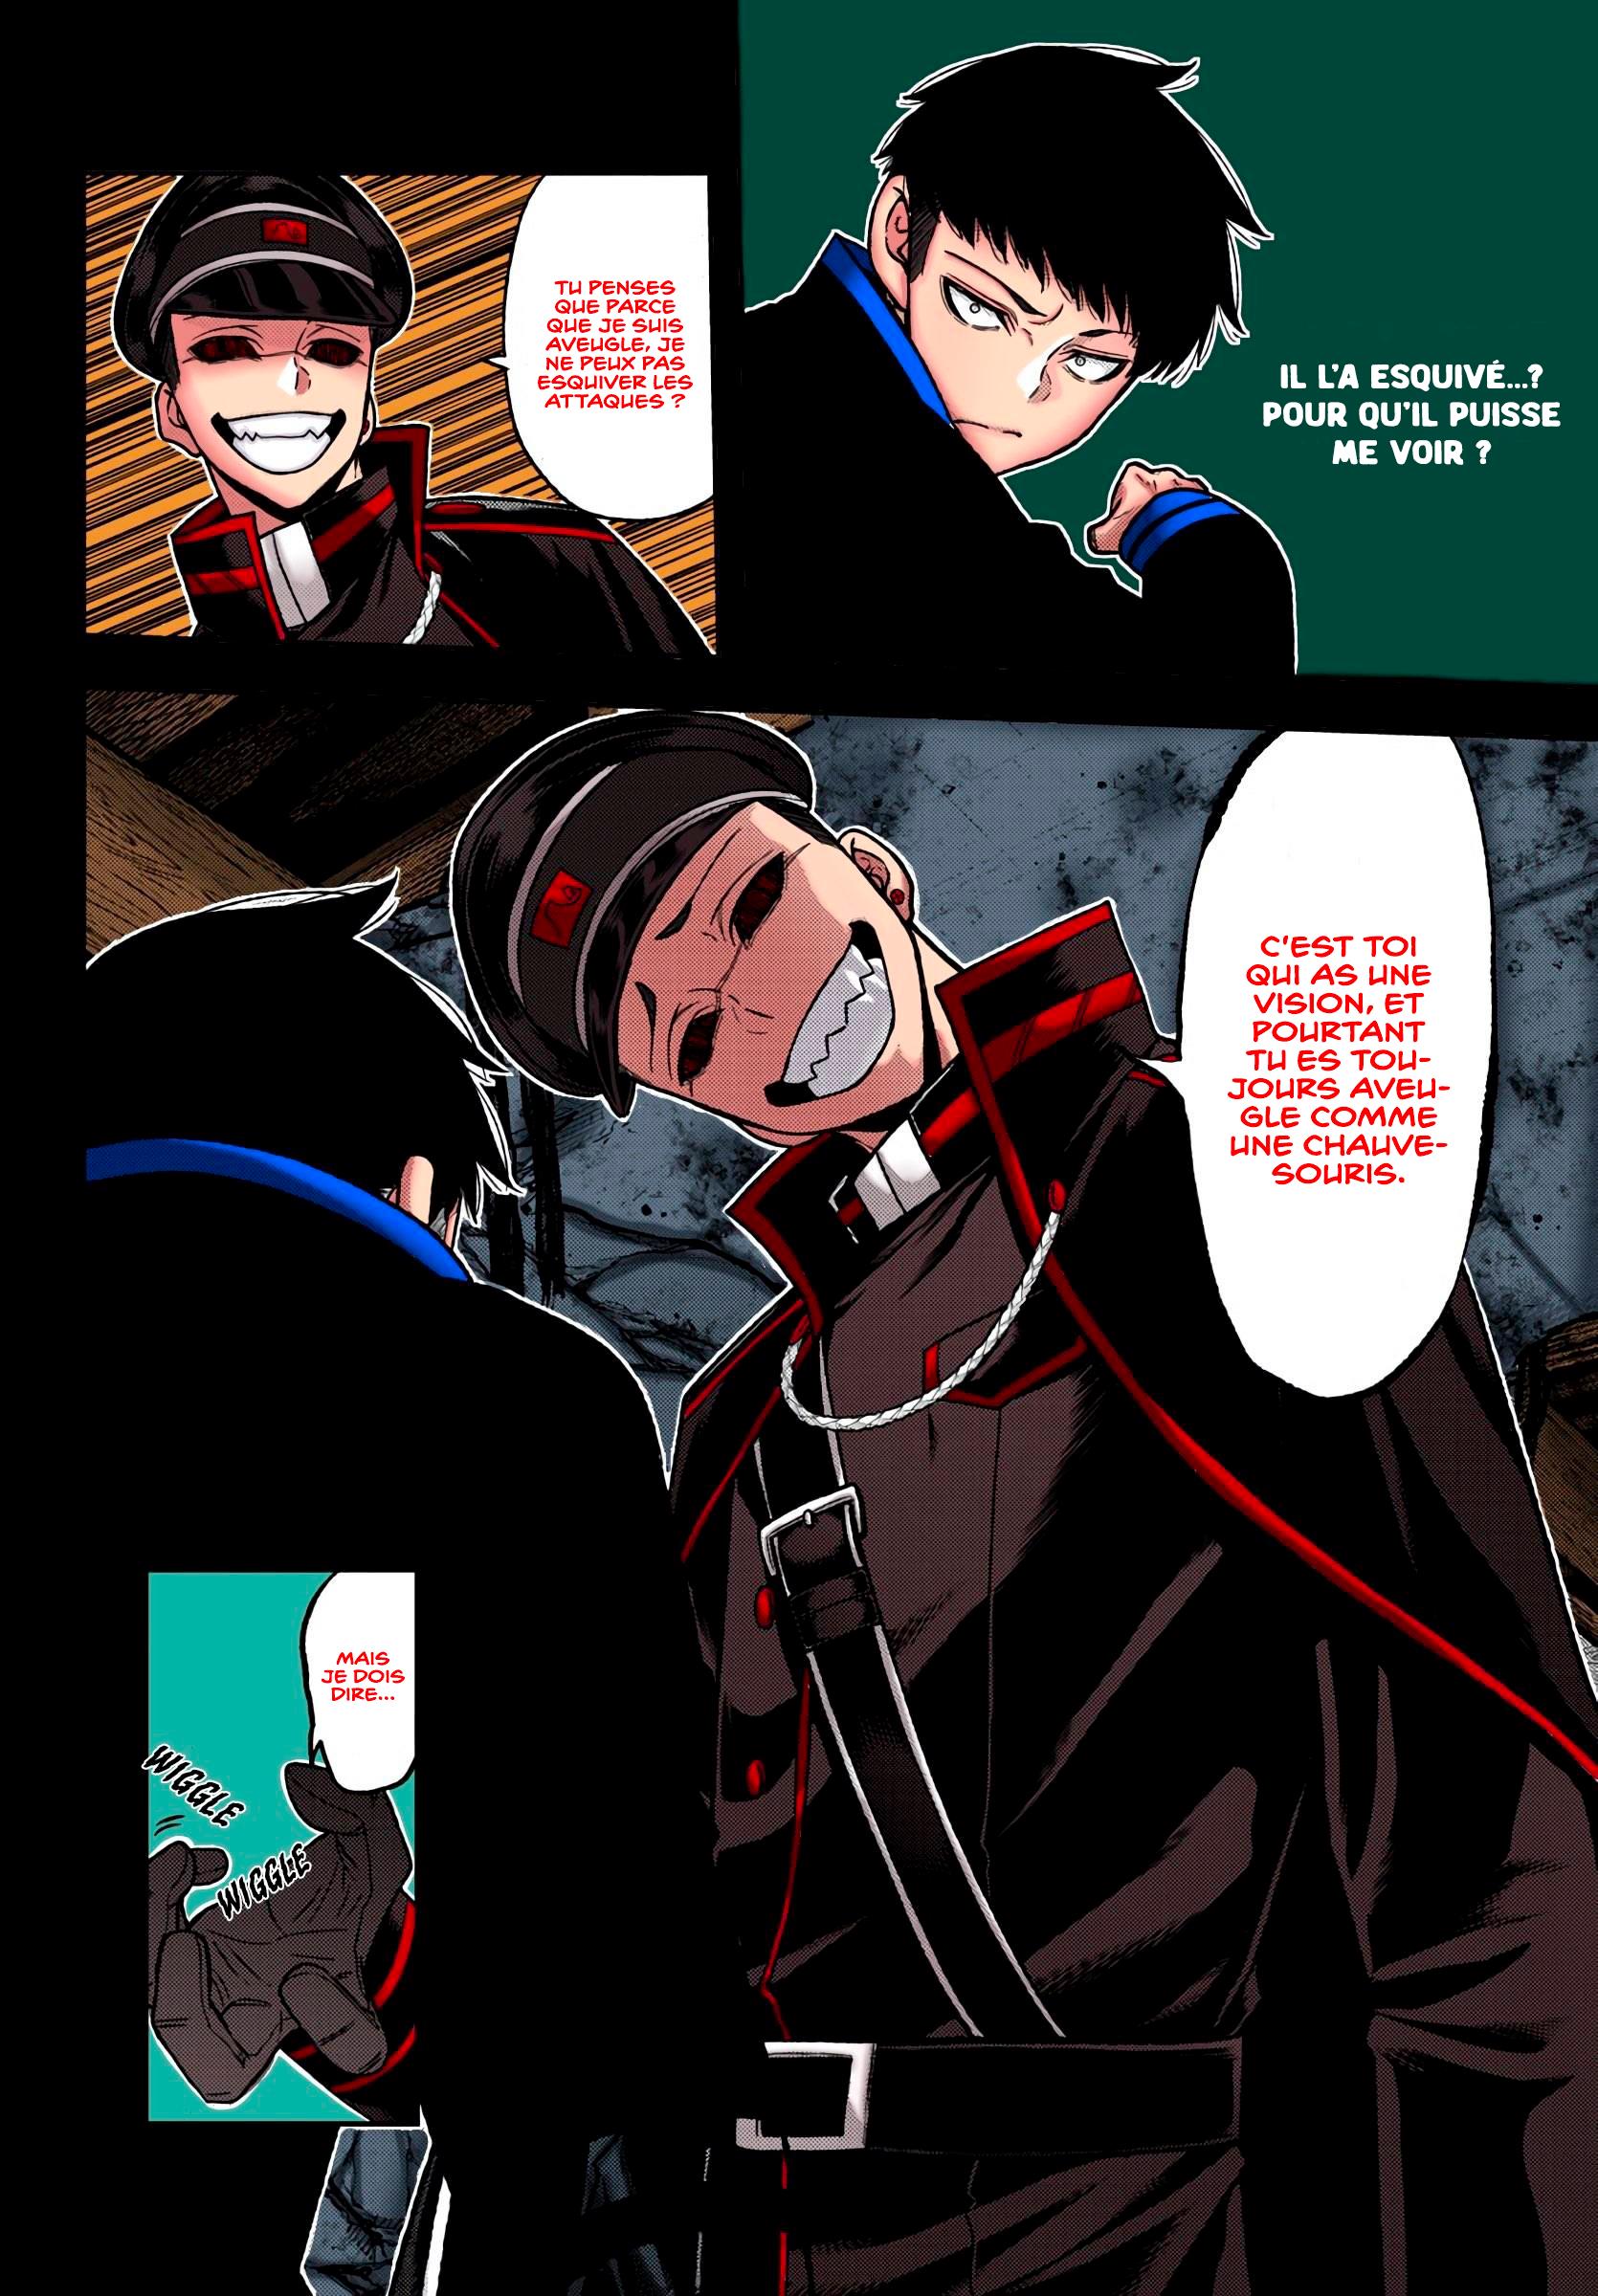 IL L'A ESQUIVÉ...?
POUR QU'IL PUISSE
ME VOIR ?
TU PENSES
QUE PARCE
QUE JE SUIS
AVEUGLE, JE
NE PEUX PAS
ESQUIVER LES
ATTAQUES ?
C'EST TOI
QUI AS UNE
VISION, ET
POURTANT
TU ES TOU-
JOURS AVEU-
GLE COMME
UNE CHAUVE-
SOURIS.
MAIS
JE DOIS
DIRE...
WIGGLE
WIGGLE